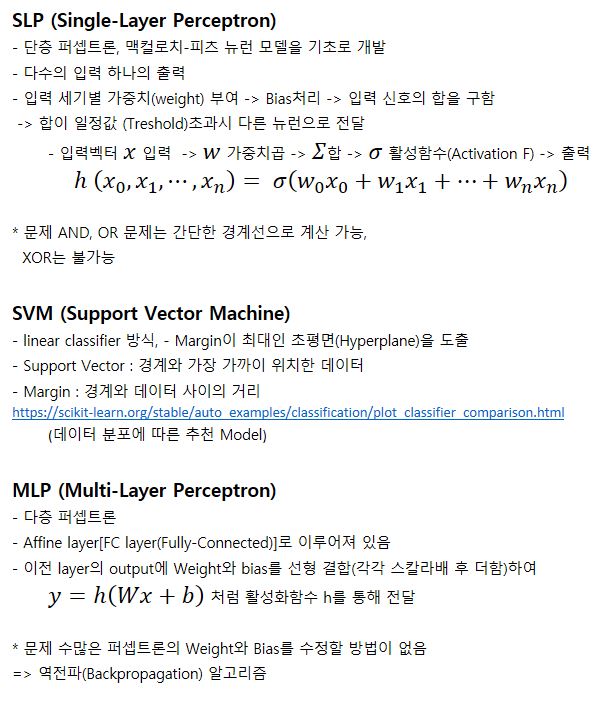 SLP (Single-Layer Perceptron)
- 단층 퍼셉트론, 맥컬로치-피츠 뉴런 모델을 기초로 개발
- 다수의 입력 하나의 출력
- 입력 세기별 가중치(weight) 부여 -> Bias처리 -> 입력 신호의 합을 구함
-> 합이 일정값 (Treshold)초과시 다른 뉴런으로 전달
- 입력벡터 x 입력 -> w 가중치곱 -> Σ합 -> σ 활성함수(Activation F) -> 출력
h (x₀, x₁, ⋯ , xₙ) = σ(w₀x₀ + w₁x₁ + ⋯ + wₙxₙ)
* 문제 AND, OR 문제는 간단한 경계선으로 계산 가능,
XOR는 불가능
SVM (Support Vector Machine)
- linear classifier 방식, - Margin이 최대인 초평면(Hyperplane)을 도출
- Support Vector : 경계와 가장 가까이 위치한 데이터
- Margin : 경계와 데이터 사이의 거리
https://scikit-learn.org/stable/auto_examples/classification/plot_classifier_comparison.html
(데이터 분포에 따른 추천 Model)
MLP (Multi-Layer Perceptron)
- 다층 퍼셉트론
- Affine layer[FC layer(Fully-Connected)]로 이루어져 있음
- 이전 layer의 output에 Weight와 bias를 선형 결합(각각 스칼라배 후 더함)하여
y = h(Wx + b) 처럼 활성화함수 h를 통해 전달
* 문제 수많은 퍼셉트론의 Weight와 Bias를 수정할 방법이 없음
=> 역전파(Backpropagation) 알고리즘